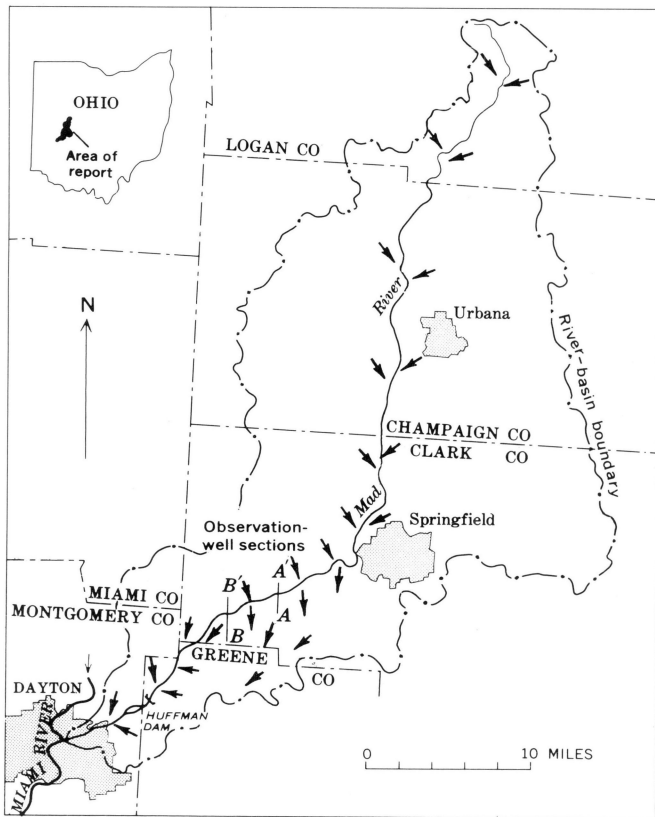 OHIO
Area of
report
LOGAN CO
N
River
Urbana
River-basin boundary
CHAMPAIGN CO
CLARK CO
Mad
Springfield
Observation-
well sections
B′
A′
MIAMI CO
MONTGOMERY CO
B
A
GREENE
CO
DAYTON
HUFFMAN
DAM
MIAMI RIVER
0 10 MILES